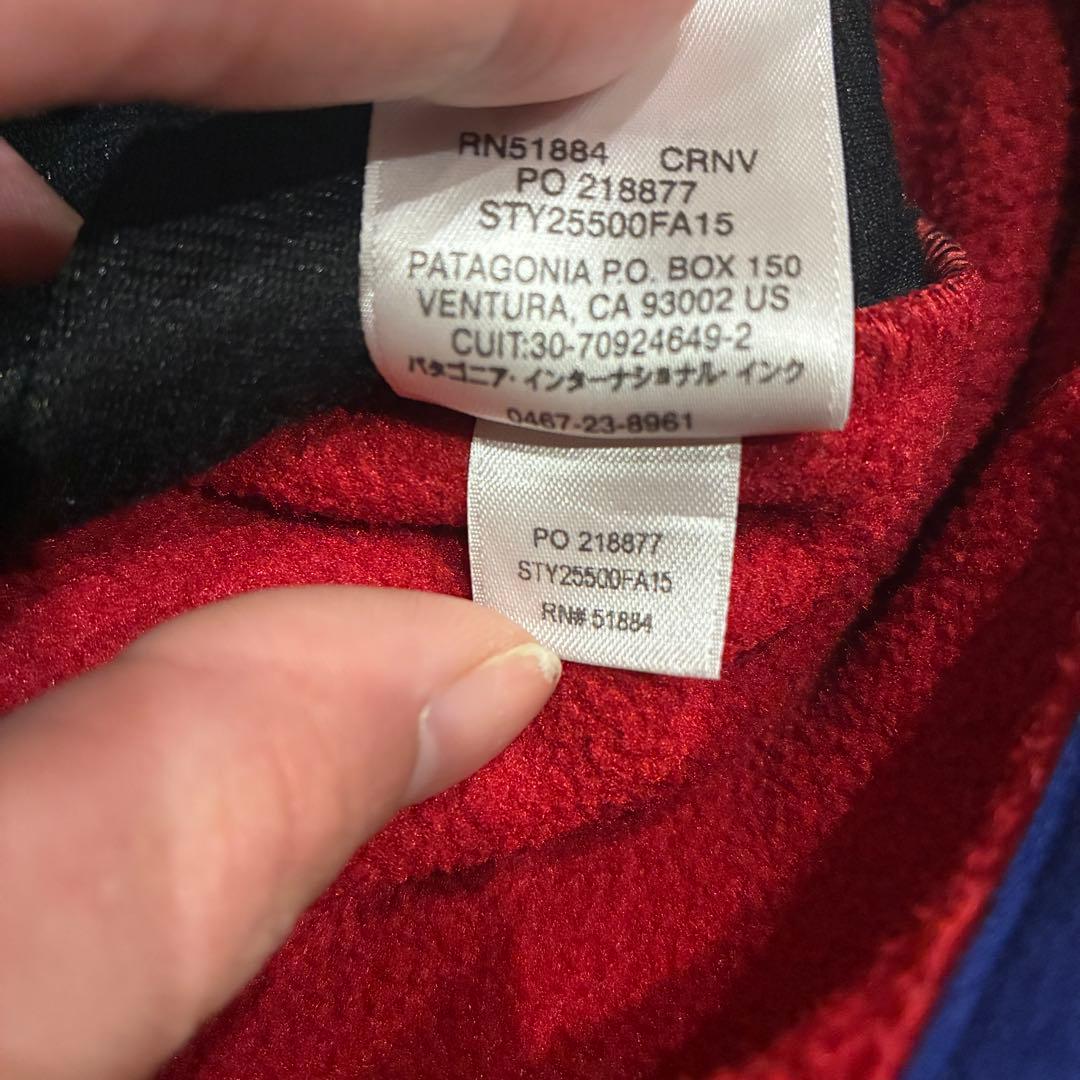 RN51884 CRNV
PO 218877
STY25500FA15
PATAGONIA P.O. BOX 150
VENTURA, CA 93002 US
CUIT:30-70924649-2
パタゴニア・インターナショナル・インク
0467-23-8961
PO 218877
STY25500FA15
RN# 51884